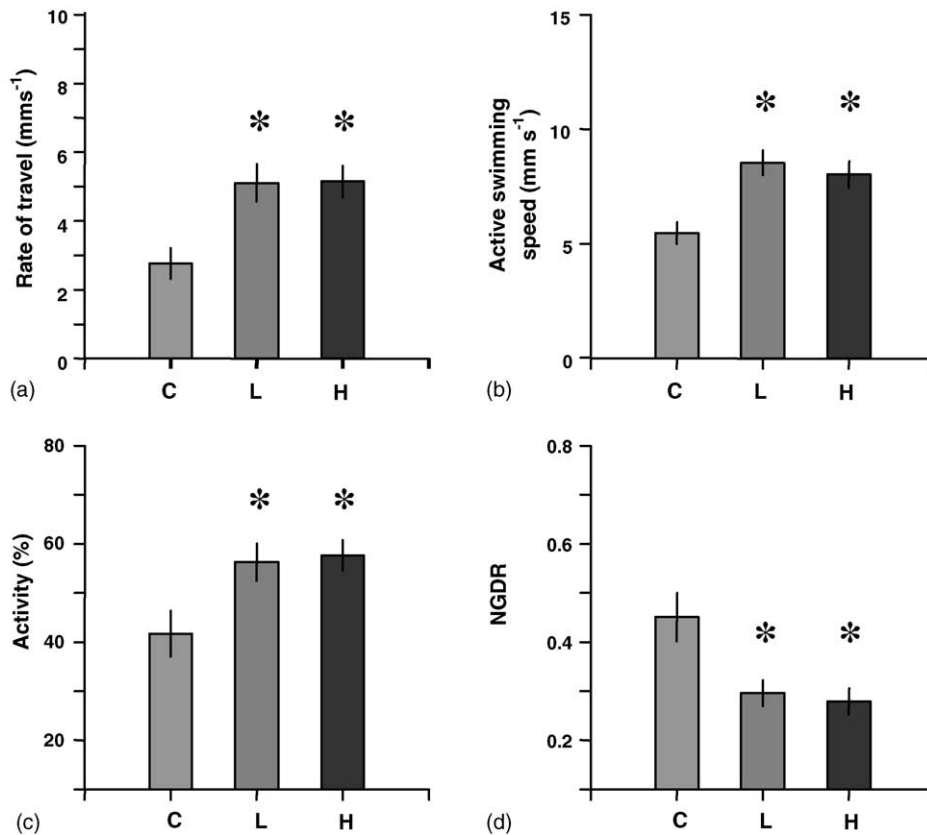 10
8
6
4
2
0
Rate of travel (mms⁻¹)
*
*
C L H
(a)
15
10
5
0
Active swimming
speed (mm s⁻¹)
*
*
C L H
(b)
80
60
40
20
Activity (%)
*
*
C L H
(c)
0.8
0.6
0.4
0.2
NGDR
*
*
C L H
(d)